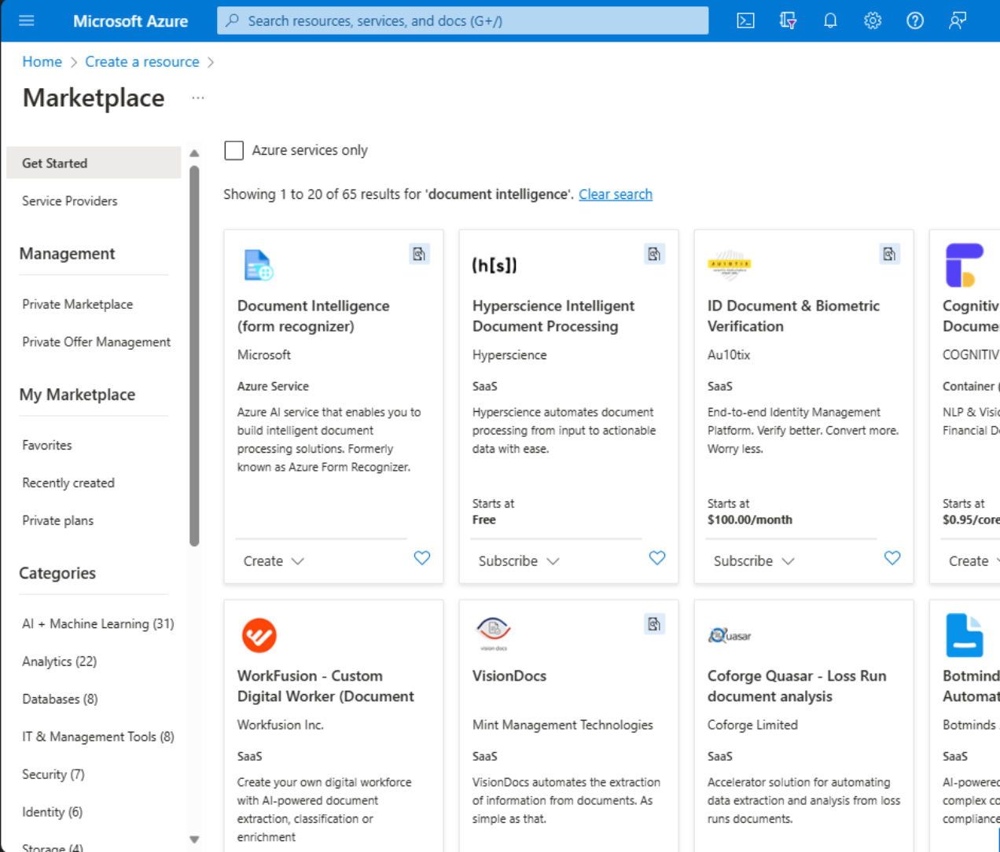 Microsoft Azure
Search resources, services, and docs (G+/)
Home > Create a resource >
Marketplace ...
Get Started
Service Providers
Management
Private Marketplace
Private Offer Management
My Marketplace
Favorites
Recently created
Private plans
Categories
AI + Machine Learning (31)
Analytics (22)
Databases (8)
IT & Management Tools (8)
Security (7)
Identity (6)
Storage (4)
Azure services only
Showing 1 to 20 of 65 results for 'document intelligence'. Clear search
Document Intelligence
(form recognizer)
Microsoft
Azure Service
Azure AI service that enables you to
build intelligent document
processing solutions. Formerly
known as Azure Form Recognizer.
Create
(h[s])
Hyperscience Intelligent
Document Processing
Hyperscience
SaaS
Hyperscience automates document
processing from input to actionable
data with ease.
Starts at
Free
Subscribe
AU10TIX
ID Document & Biometric
Verification
Au10tix
SaaS
End-to-end Identity Management
Platform. Verify better. Convert more.
Worry less.
Starts at
$100.00/month
Subscribe
Cognitiv
Docume
COGNITIV
Container (
NLP & Visi
Financial D
Starts at
$0.95/core
Create
WorkFusion - Custom
Digital Worker (Document
Workfusion Inc.
SaaS
Create your own digital workforce
with AI-powered document
extraction, classification or
enrichment
vision docs
VisionDocs
Mint Management Technologies
SaaS
VisionDocs automates the extraction
of information from documents. As
simple as that.
Quasar
Coforge Quasar - Loss Run
document analysis
Coforge Limited
SaaS
Accelerator solution for automating
data extraction and analysis from loss
runs documents.
Botmind
Automat
Botminds
SaaS
AI-powered
complex co
compliance